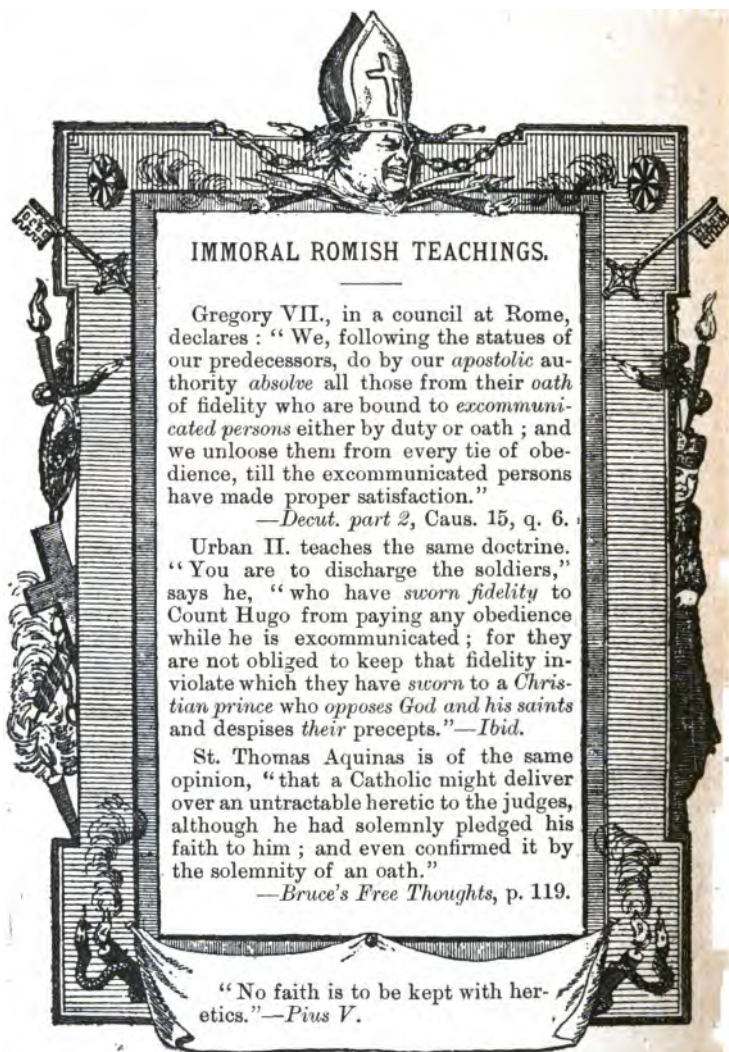 IMMORAL ROMISH TEACHINGS.
Gregory VII., in a council at Rome,
declares : “ We, following the statues of
our predecessors, do by our apostolic au-
thority absolve all those from their oath
of fidelity who are bound to excommuni-
cated persons either by duty or oath ; and
we unloose them from every tie of obe-
dience, till the excommunicated persons
have made proper satisfaction.”
—Decut. part 2, Caus. 15, q. 6.
Urban II. teaches the same doctrine.
“ You are to discharge the soldiers,”
says he, “ who have sworn fidelity to
Count Hugo from paying any obedience
while he is excommunicated ; for they
are not obliged to keep that fidelity in-
violate which they have sworn to a Chris-
tian prince who opposes God and his saints
and despises their precepts.”—Ibid.
St. Thomas Aquinas is of the same
opinion, “ that a Catholic might deliver
over an untractable heretic to the judges,
although he had solemnly pledged his
faith to him ; and even confirmed it by
the solemnity of an oath.”
—Bruce’s Free Thoughts, p. 119.
“ No faith is to be kept with her-
etics.”—Pius V.